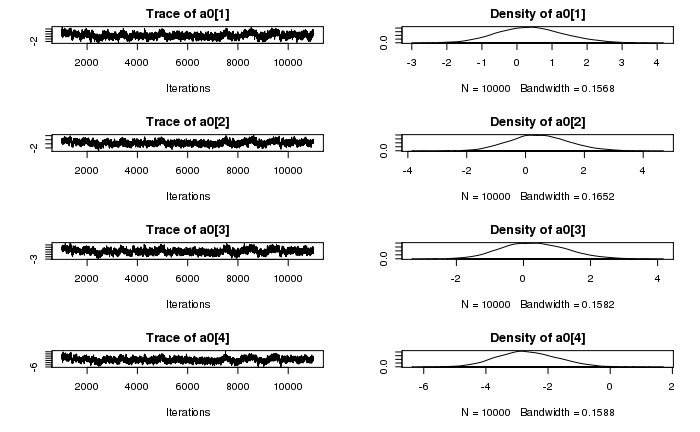 Trace of a0[1]
-2
2000 4000 6000 8000 10000
Iterations
Density of a0[1]
0.0
-3 -2 -1 0 1 2 3 4
N = 10000 Bandwidth = 0.1568
Trace of a0[2]
-2
2000 4000 6000 8000 10000
Iterations
Density of a0[2]
0.0
-4 -2 0 2 4
N = 10000 Bandwidth = 0.1652
Trace of a0[3]
-3
2000 4000 6000 8000 10000
Iterations
Density of a0[3]
0.0
-2 0 2 4
N = 10000 Bandwidth = 0.1582
Trace of a0[4]
-6
2000 4000 6000 8000 10000
Iterations
Density of a0[4]
0.0
-6 -4 -2 0 2
N = 10000 Bandwidth = 0.1588